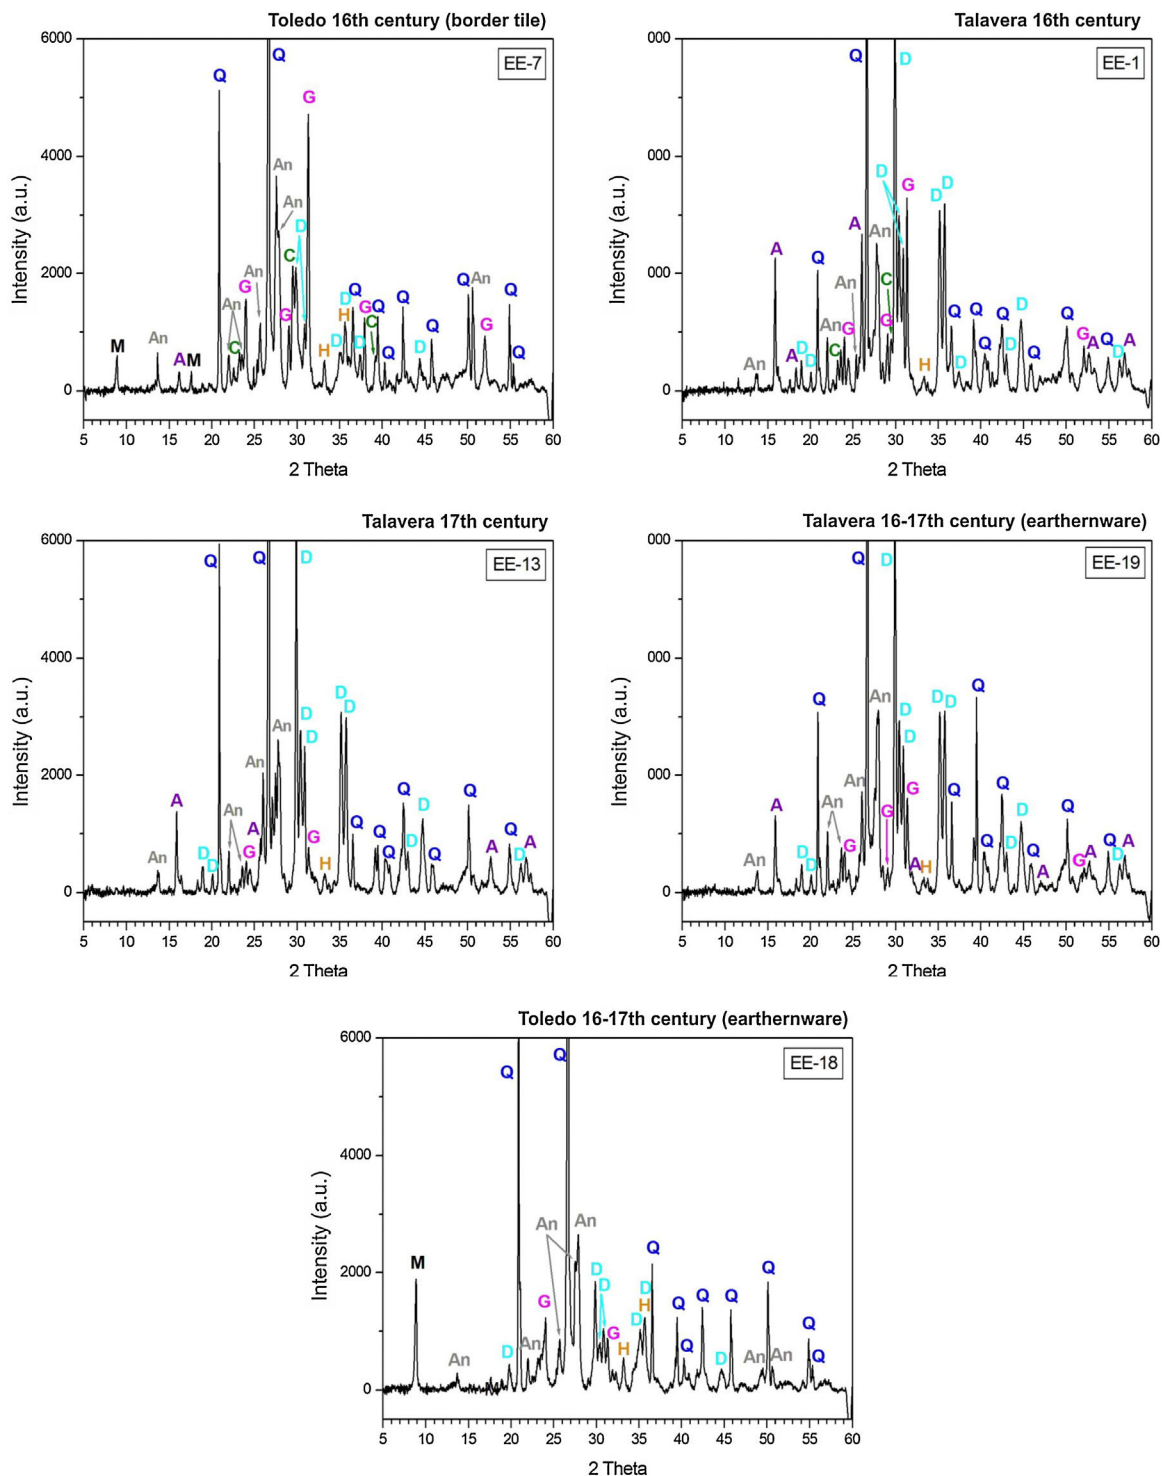 Toledo 16th century (border tile)
6000
4000
2000
0
Intensity (a.u.)
EE-7
M An A M Q An C G An Q An An G C D G G H D D H Q D G C Q Q Q D Q Q An G Q Q
5 10 15 20 25 30 35 40 45 50 55 60
2 Theta
Talavera 16th century
000
000
000
0
Intensity (a.u.)
EE-1
An A A D D Q An C G An A Q An C G D D G H D D Q D Q Q Q D D Q Q G A Q D A
5 10 15 20 25 30 35 40 45 50 55 60
2 Theta
Talavera 17th century
6000
4000
2000
0
Intensity (a.u.)
EE-13
An A D D Q An G An A Q An D D D G H D D Q Q Q Q D D Q Q A Q D A
5 10 15 20 25 30 35 40 45 50 55 60
2 Theta
Talavera 16-17th century (earthernware)
000
000
000
0
Intensity (a.u.)
EE-19
An A D D Q An G An Q An D G D D G A H D D Q Q Q Q D D Q A Q G A Q D A
5 10 15 20 25 30 35 40 45 50 55 60
2 Theta
Toledo 16-17th century (earthernware)
6000
4000
2000
0
Intensity (a.u.)
EE-18
M An D Q An G An Q An D D G H D D H Q Q Q Q D Q An Q An Q Q
5 10 15 20 25 30 35 40 45 50 55 60
2 Theta